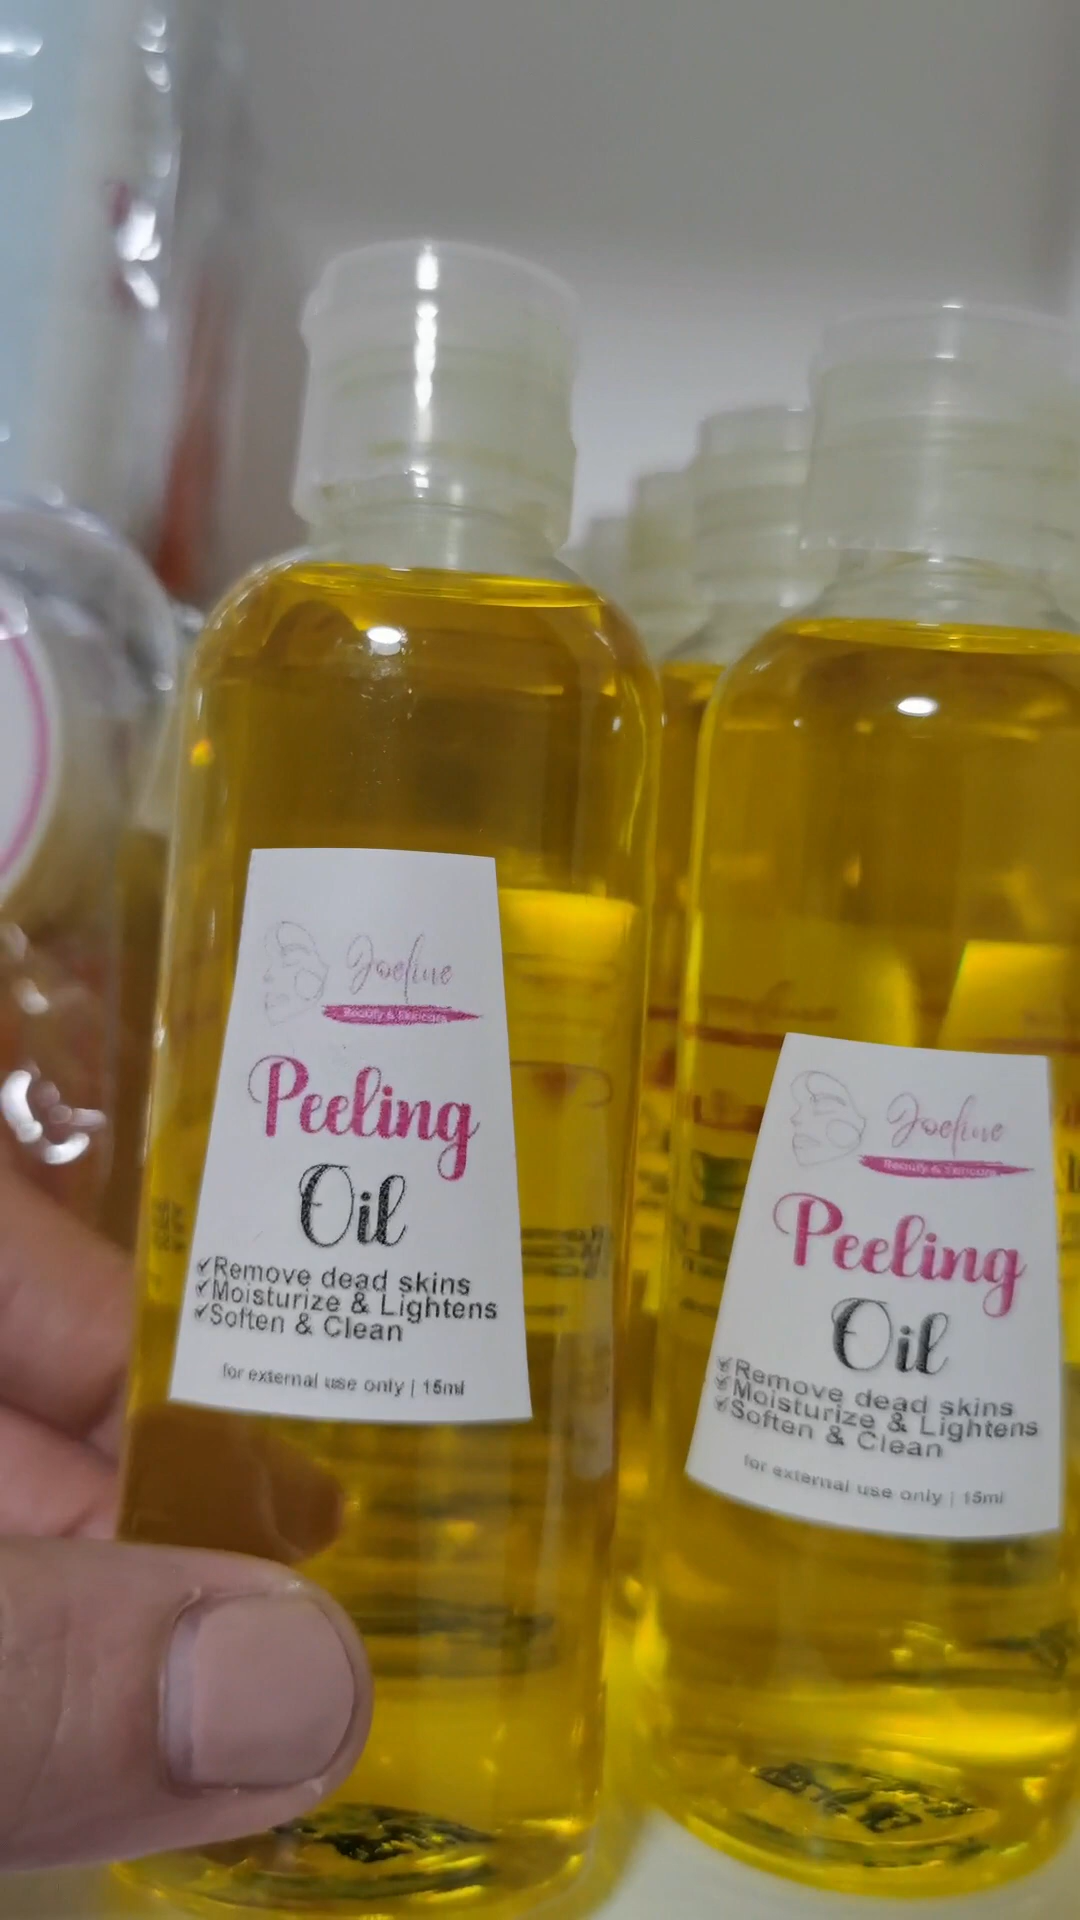 Joeline
Beauty & Skincare
Peeling
Oil
✓Remove dead skins
✓Moisturize & Lightens
✓Soften & Clean
for external use only | 15ml
Joeline
Beauty & Skincare
Peeling
Oil
✓Remove dead skins
✓Moisturize & Lightens
✓Soften & Clean
for external use only | 15ml